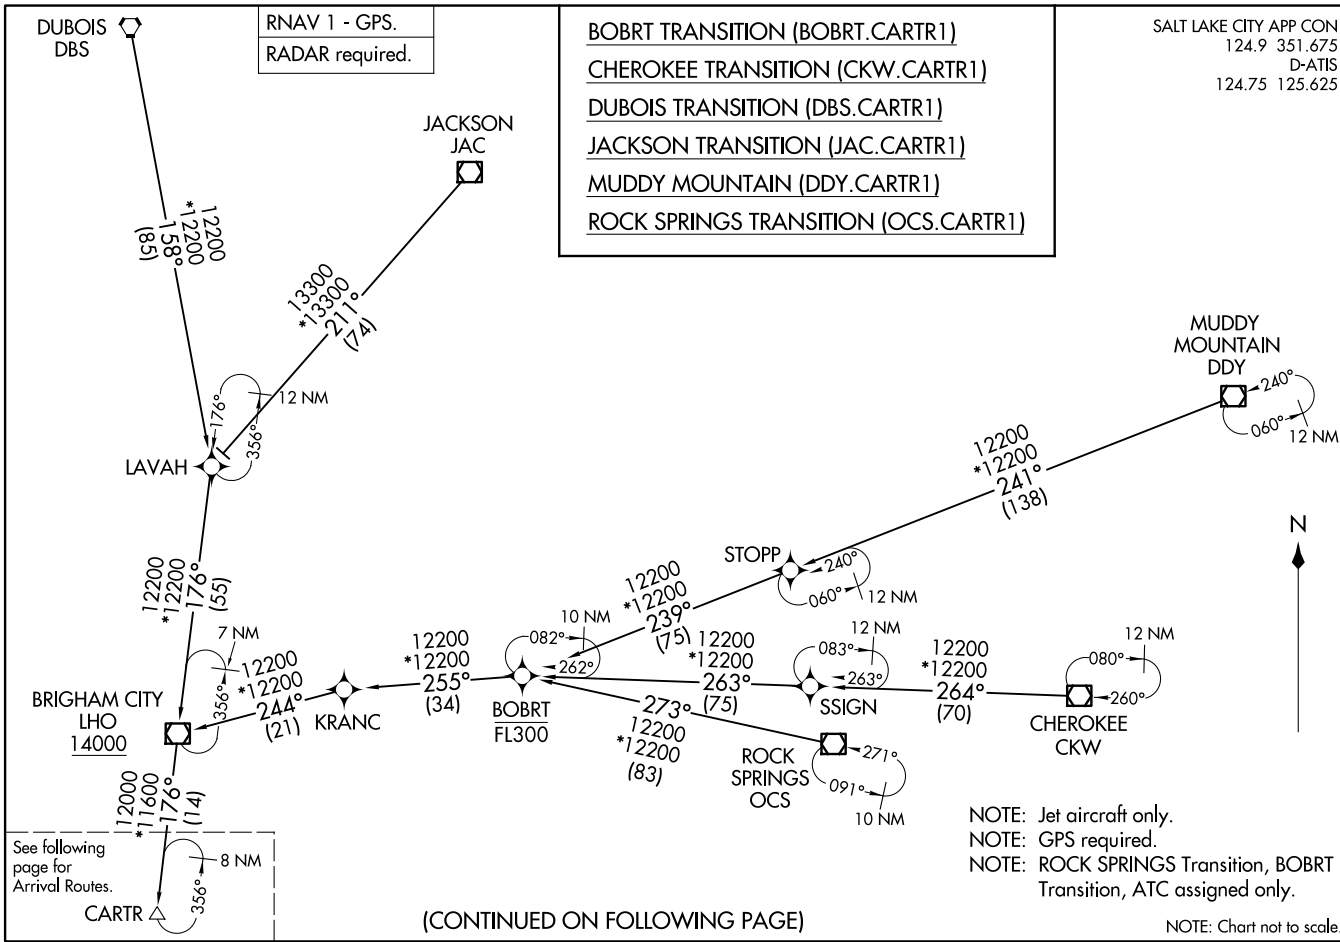 DUBOIS
DBS
RNAV 1 - GPS.
RADAR required.
BOBRT TRANSITION (BOBRT.CARTR1)
CHEROKEE TRANSITION (CKW.CARTR1)
DUBOIS TRANSITION (DBS.CARTR1)
JACKSON TRANSITION (JAC.CARTR1)
MUDDY MOUNTAIN (DDY.CARTR1)
ROCK SPRINGS TRANSITION (OCS.CARTR1)
SALT LAKE CITY APP CON
124.9 351.675
D-ATIS
124.75 125.625
JACKSON
JAC
12200
*12200
158°
(85)
13300
*13300
211°
(74)
MUDDY
MOUNTAIN
DDY
240°
060°
12 NM
176°
356°
12 NM
LAVAH
12200
*12200
241°
(138)
N
STOPP
240°
060°
12 NM
12200
*12200
176°
(55)
12200
*12200
239°
(75)
7 NM
356°
12200
*12200
244°
(21)
12200
*12200
255°
(34)
10 NM
082°
262°
12200
*12200
263°
(75)
12 NM
083°
263°
12200
*12200
264°
(70)
12 NM
080°
260°
BRIGHAM CITY
LHO
14000
KRANC
BOBRT
FL300
SSIGN
CHEROKEE
CKW
273°
12200
*12200
(83)
ROCK
SPRINGS
OCS
271°
091°
10 NM
12000
*11600
176°
(14)
See following
page for
Arrival Routes.
8 NM
356°
CARTR
(CONTINUED ON FOLLOWING PAGE)
NOTE: Jet aircraft only.
NOTE: GPS required.
NOTE: ROCK SPRINGS Transition, BOBRT
Transition, ATC assigned only.
NOTE: Chart not to scale.